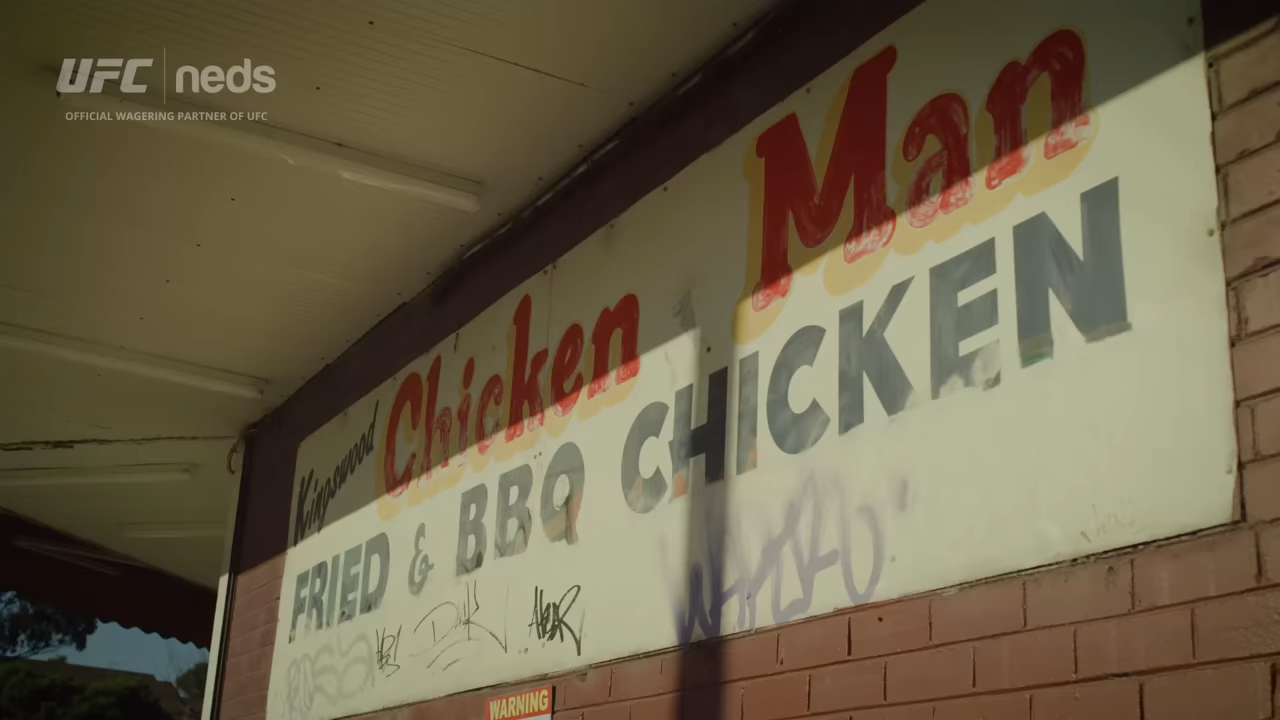 UFC neds
OFFICIAL WAGERING PARTNER OF UFC
Kingswood Chicken Man
FRIED & BBQ CHICKEN
WARNING